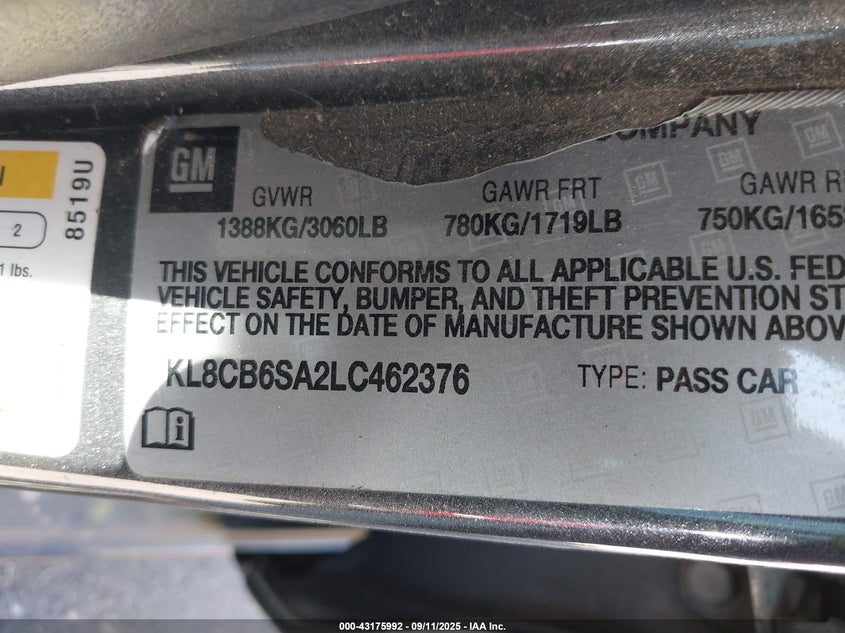 8519U
2
lbs.
GM
COMPANY
GVWR GAWR FRT GAWR
1388KG/3060LB 780KG/1719LB 750KG/165
THIS VEHICLE CONFORMS TO ALL APPLICABLE U.S. FED
VEHICLE SAFETY, BUMPER, AND THEFT PREVENTION ST
EFFECT ON THE DATE OF MANUFACTURE SHOWN ABOV
KL8CB6SA2LC462376 TYPE: PASS CAR
000-43175992 - 09/11/2025 - IAA Inc.